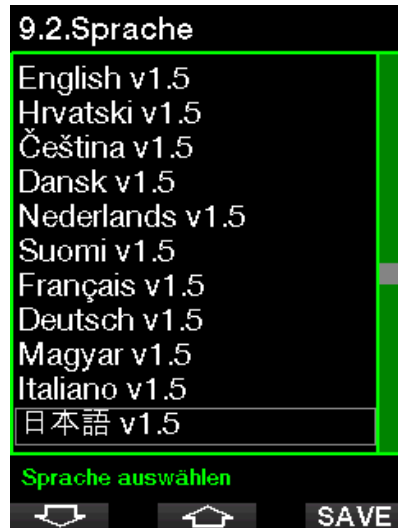 9.2.Sprache
English v1.5
Hrvatski v1.5
Čeština v1.5
Dansk v1.5
Nederlands v1.5
Suomi v1.5
Français v1.5
Deutsch v1.5
Magyar v1.5
Italiano v1.5
日本語 v1.5
Sprache auswählen
SAVE